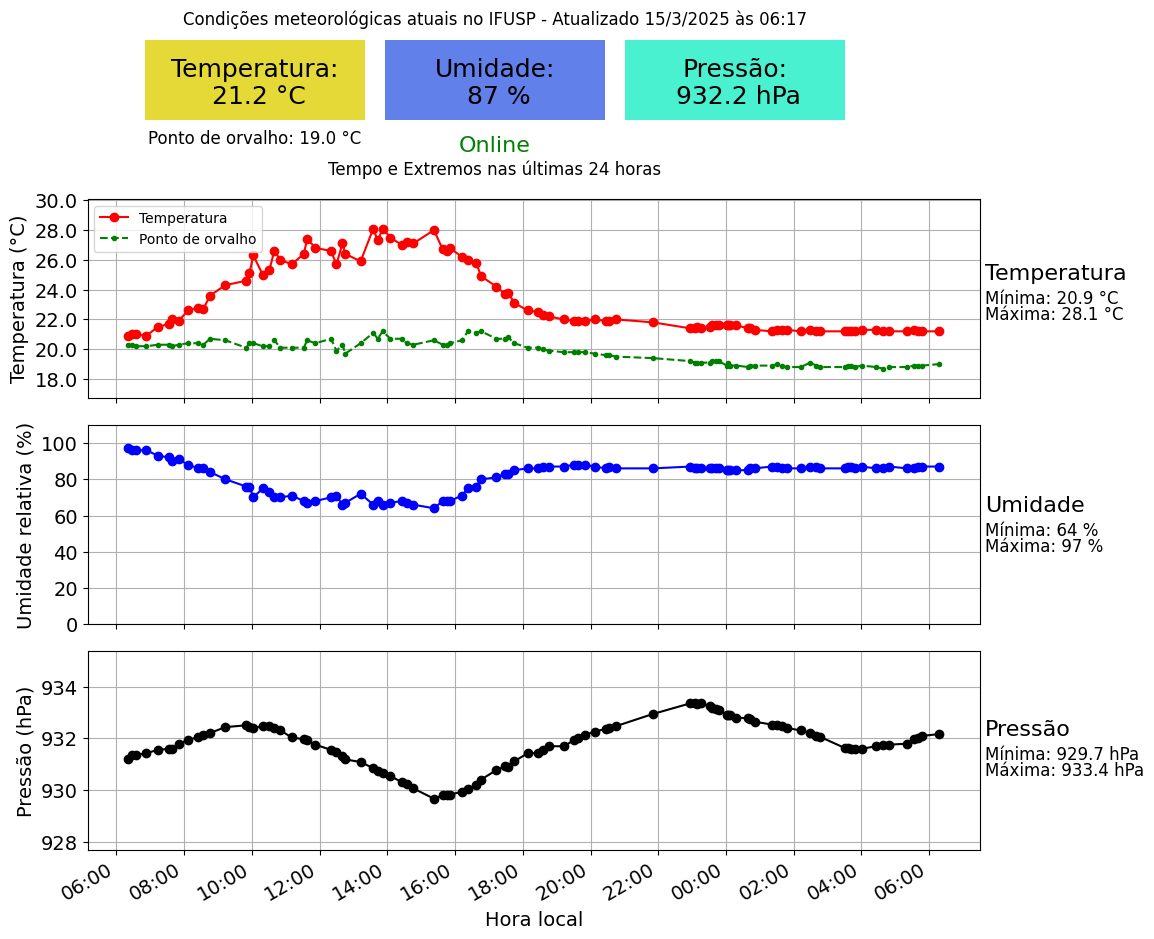 Condições meteorológicas atuais no IFUSP - Atualizado 15/3/2025 às 06:17
Temperatura:
21.2 °C
Umidade:
87 %
Pressão:
932.2 hPa
Ponto de orvalho: 19.0 °C
Online
Tempo e Extremos nas últimas 24 horas
Temperatura (°C)
30.0
28.0
26.0
24.0
22.0
20.0
18.0
Temperatura
Ponto de orvalho
Temperatura
Mínima: 20.9 °C
Máxima: 28.1 °C
Umidade relativa (%)
100
80
60
40
20
0
Umidade
Mínima: 64 %
Máxima: 97 %
Pressão (hPa)
934
932
930
928
Pressão
Mínima: 929.7 hPa
Máxima: 933.4 hPa
06:00 08:00 10:00 12:00 14:00 16:00 18:00 20:00 22:00 00:00 02:00 04:00 06:00
Hora local